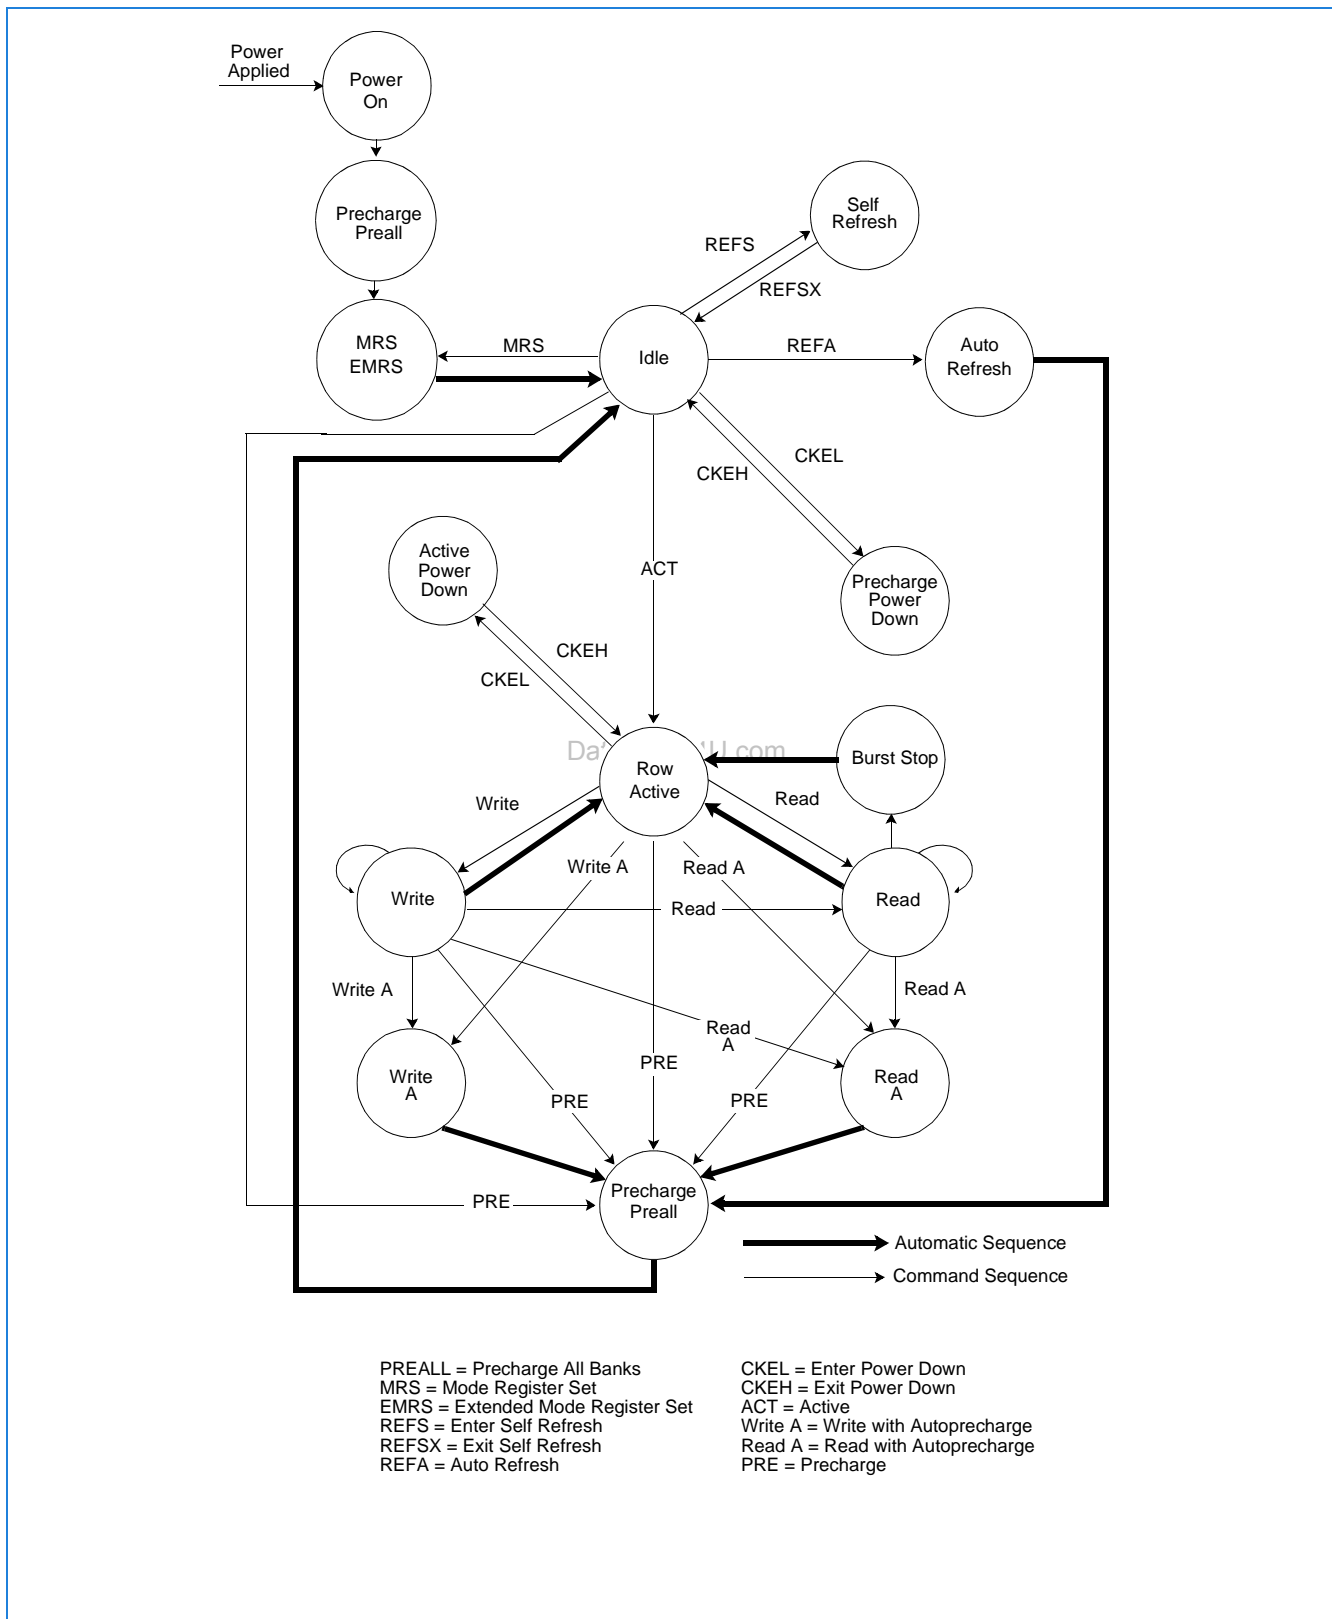 Power
Applied
Power
On
Precharge
Preall
Self
Refresh
REFS
REFSX
MRS
EMRS
MRS
Idle
REFA
Auto
Refresh
CKEL
CKEH
Active
Power
Down
ACT
Precharge
Power
Down
CKEH
CKEL
Row
Active
Burst Stop
Write
Read
Write A
Read A
Write
Read
Read
Write A
Read A
Read
A
PRE
Write
A
Read
A
PRE
PRE
Precharge
Preall
PRE
Automatic Sequence
Command Sequence
PREALL = Precharge All Banks
MRS = Mode Register Set
EMRS = Extended Mode Register Set
REFS = Enter Self Refresh
REFSX = Exit Self Refresh
REFA = Auto Refresh
CKEL = Enter Power Down
CKEH = Exit Power Down
ACT = Active
Write A = Write with Autoprecharge
Read A = Read with Autoprecharge
PRE = Precharge